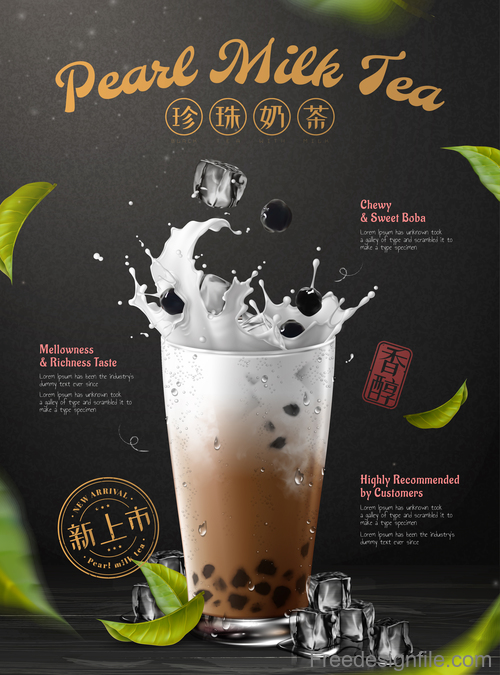 Pearl Milk Tea
珍珠奶茶
Chewy
& Sweet Boba
Lorem Ipsum has unknown took
a galley of type and scrambled it to
make a type.
Mellowness
& Richness Taste
Lorem Ipsum has been the industry's
dummy text ever since
Lorem Ipsum has unknown took
a galley of type and scrambled it to
make a type.
香醇
Highly Recommended
by Customers
Lorem Ipsum has unknown took
a galley of type and scrambled it to
make a type.
Lorem Ipsum has been the industry's
dummy text ever since
NEW ARRIVAL
新上市
Pearl milk tea
Freedesignfile.com